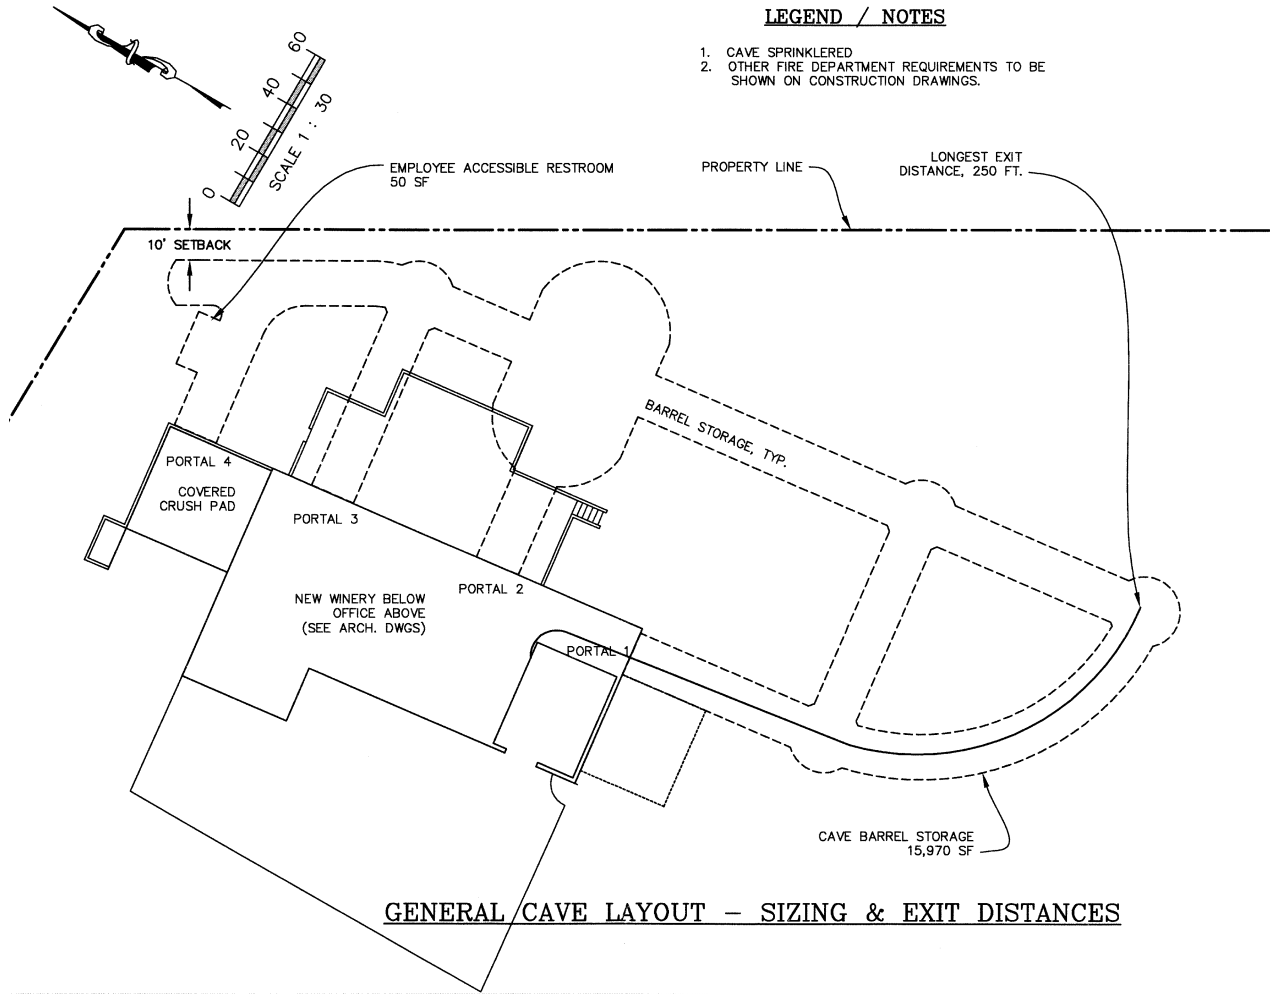 LEGEND / NOTES
1. CAVE SPRINKLERED
2. OTHER FIRE DEPARTMENT REQUIREMENTS TO BE
SHOWN ON CONSTRUCTION DRAWINGS.
0 20 40 60
SCALE 1 : 30
EMPLOYEE ACCESSIBLE RESTROOM
50 SF
PROPERTY LINE
LONGEST EXIT
DISTANCE, 250 FT.
10' SETBACK
BARREL STORAGE, TYP.
PORTAL 4
COVERED
CRUSH PAD
PORTAL 3
PORTAL 2
NEW WINERY BELOW
OFFICE ABOVE
(SEE ARCH. DWGS)
PORTAL 1
CAVE BARREL STORAGE
15,970 SF
GENERAL CAVE LAYOUT – SIZING & EXIT DISTANCES